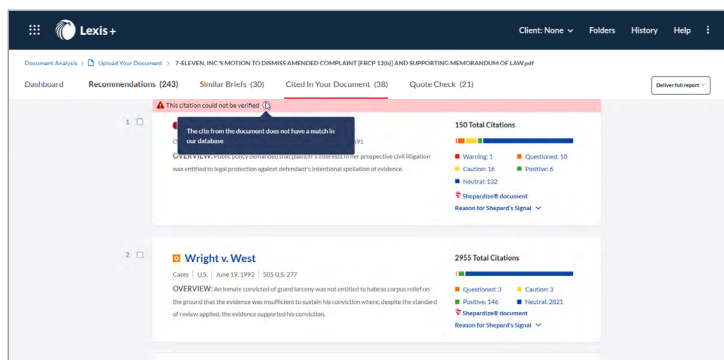 Lexis+
Client: None
Folders
History
Help
Document Analysis > Upload Your Document > 7-ELEVEN, INC'S MOTION TO DISMISS AMENDED COMPLAINT [FRCP 12(b)] AND SUPPORTING MEMORANDUM OF LAW.pdf
Dashboard
Recommendations (243)
Similar Briefs (30)
Cited In Your Document (38)
Quote Check (21)
Deliver full report
This citation could not be verified
The cite from the document does not have a match in
our database
1
591
OVERVIEW: Public policy demanded that plaintiff's interests in her prospective civil litigation
was entitled to legal protection against defendant's intentional spoliation of evidence.
150 Total Citations
Warning: 1
Questioned: 10
Caution: 16
Positive: 6
Neutral: 132
Shepardize® document
Reason for Shepard's Signal
2
Q
Wright v. West
Cases | U.S. | June 19, 1992 | 505 U.S. 277
OVERVIEW: An inmate convicted of grand larceny was not entitled to habeas corpus relief on
the ground that the evidence was insufficient to sustain his conviction where, despite the standard
of review applied, the evidence supported his conviction.
2955 Total Citations
Questioned: 3
Caution: 3
Positive: 146
Neutral: 2821
Shepardize® document
Reason for Shepard's Signal